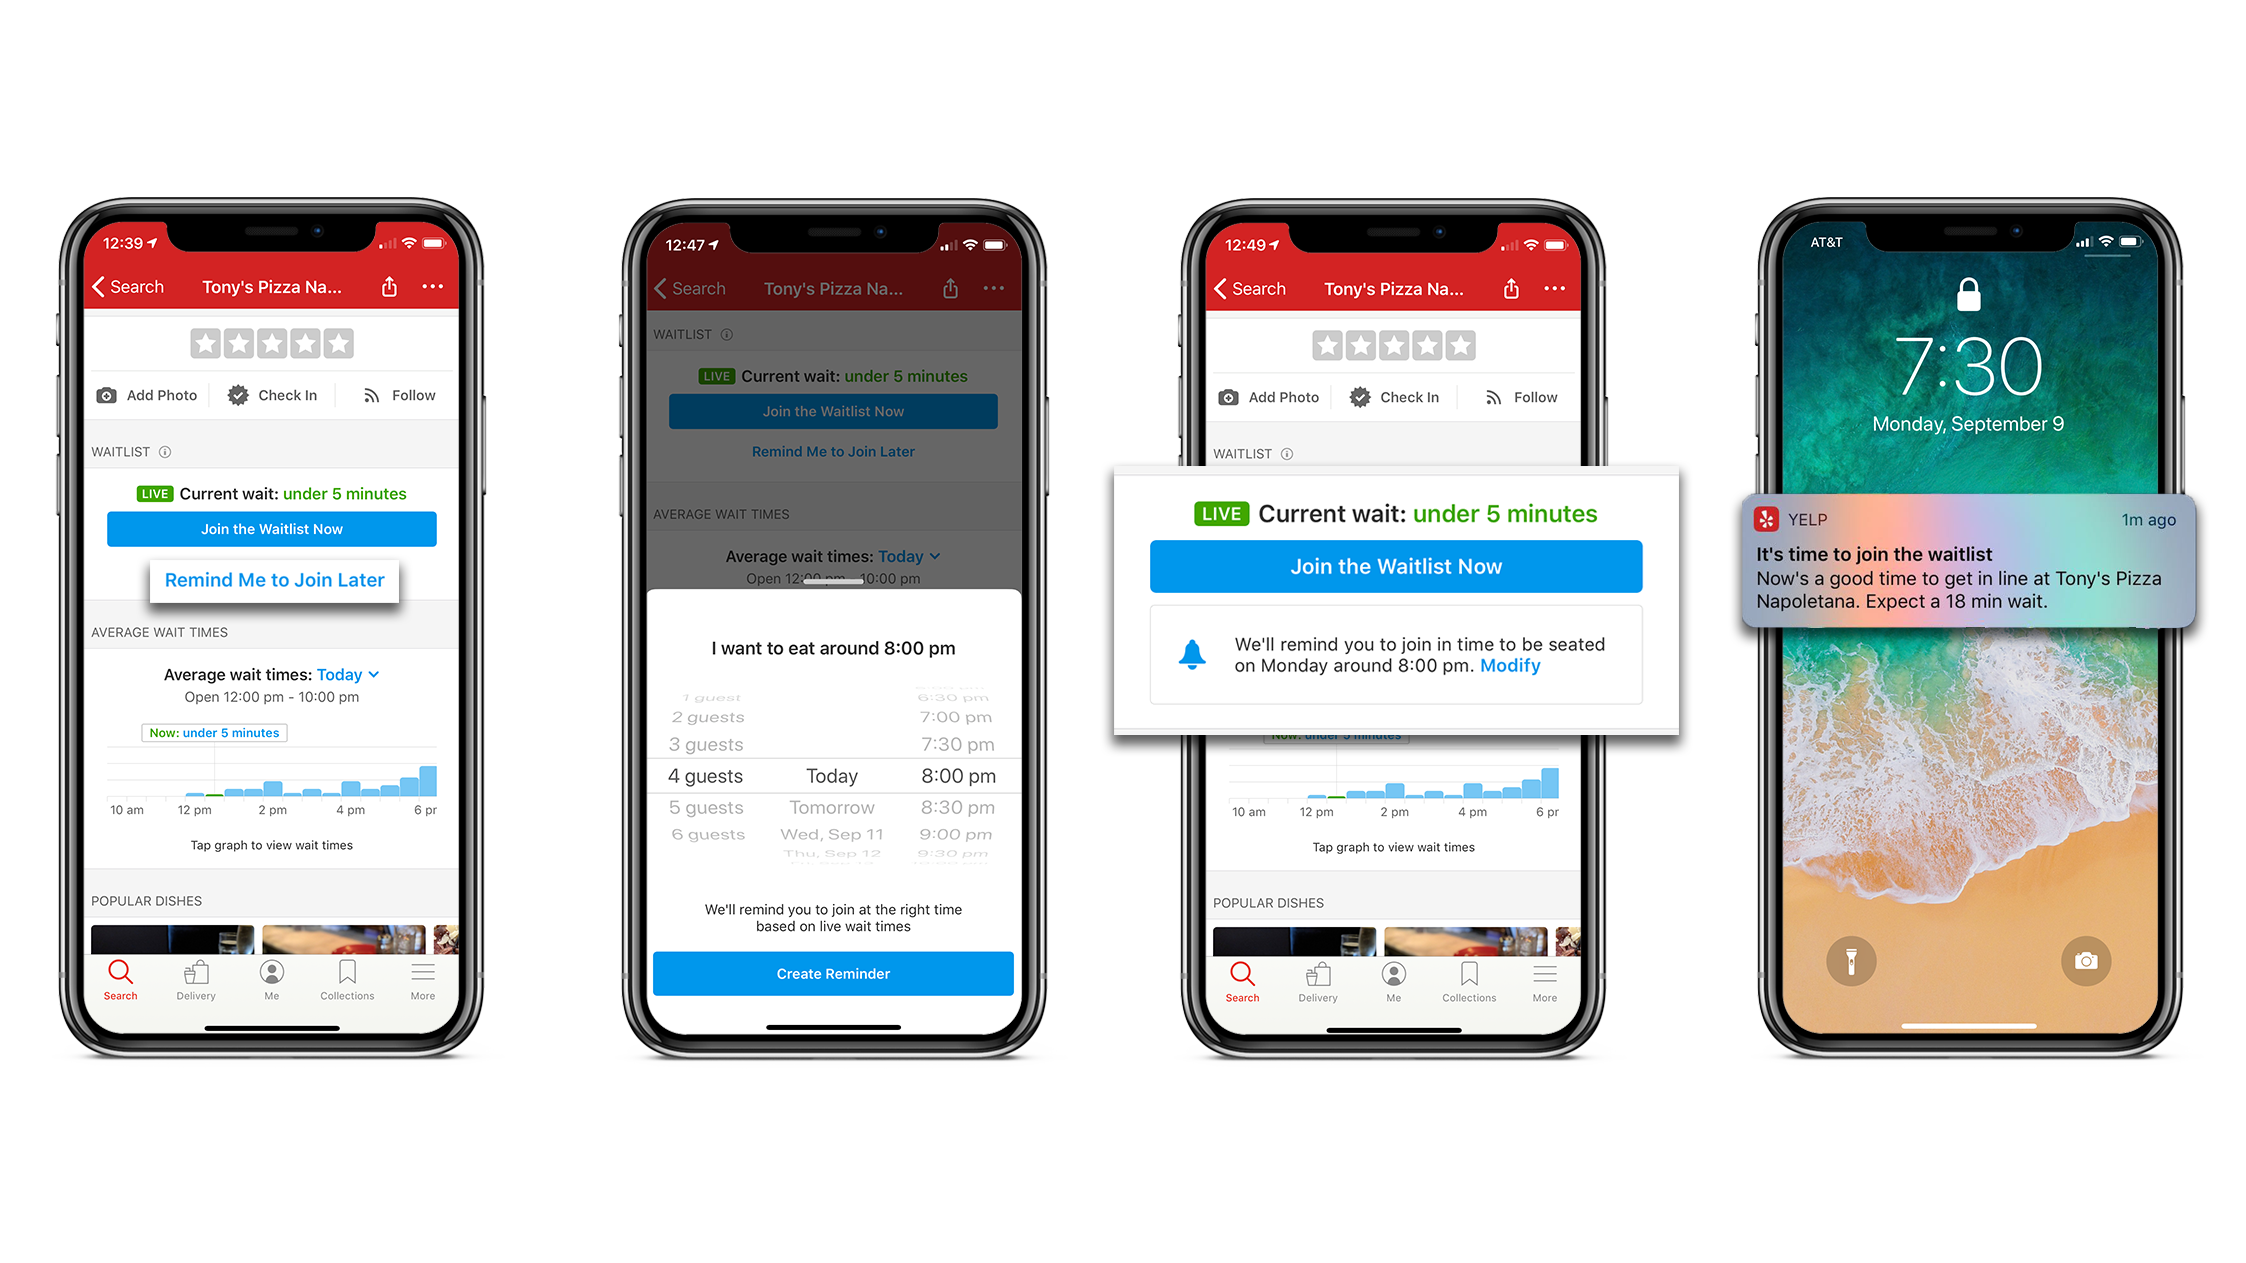 12:39
Search
Tony's Pizza Na...
Add Photo
Check In
Follow
WAITLIST
LIVE Current wait: under 5 minutes
Join the Waitlist Now
Remind Me to Join Later
AVERAGE WAIT TIMES
Average wait times: Today
Open 12:00 pm - 10:00 pm
Now: under 5 minutes
10 am 12 pm 2 pm 4 pm 6 pr
Tap graph to view wait times
POPULAR DISHES
Search Delivery Me Collections More
12:47
Search
Tony's Pizza Na...
WAITLIST
LIVE Current wait: under 5 minutes
Join the Waitlist Now
Remind Me to Join Later
AVERAGE WAIT TIMES
Average wait times: Today
Open 12:00 pm - 10:00 pm
I want to eat around 8:00 pm
1 guest 6:30 pm
2 guests 7:00 pm
3 guests 7:30 pm
4 guests Today 8:00 pm
5 guests Tomorrow 8:30 pm
6 guests Wed, Sep 11 9:00 pm
Thu, Sep 12 9:30 pm
We'll remind you to join at the right time
based on live wait times
Create Reminder
12:49
Search
Tony's Pizza Na...
Add Photo
Check In
Follow
WAITLIST
LIVE Current wait: under 5 minutes
Join the Waitlist Now
We'll remind you to join in time to be seated
on Monday around 8:00 pm. Modify
Now: under 5 minutes
10 am 12 pm 2 pm 4 pm 6 pr
Tap graph to view wait times
POPULAR DISHES
Search Delivery Me Collections More
AT&T
7:30
Monday, September 9
YELP
1m ago
It's time to join the waitlist
Now's a good time to get in line at Tony's Pizza
Napoletana. Expect a 18 min wait.